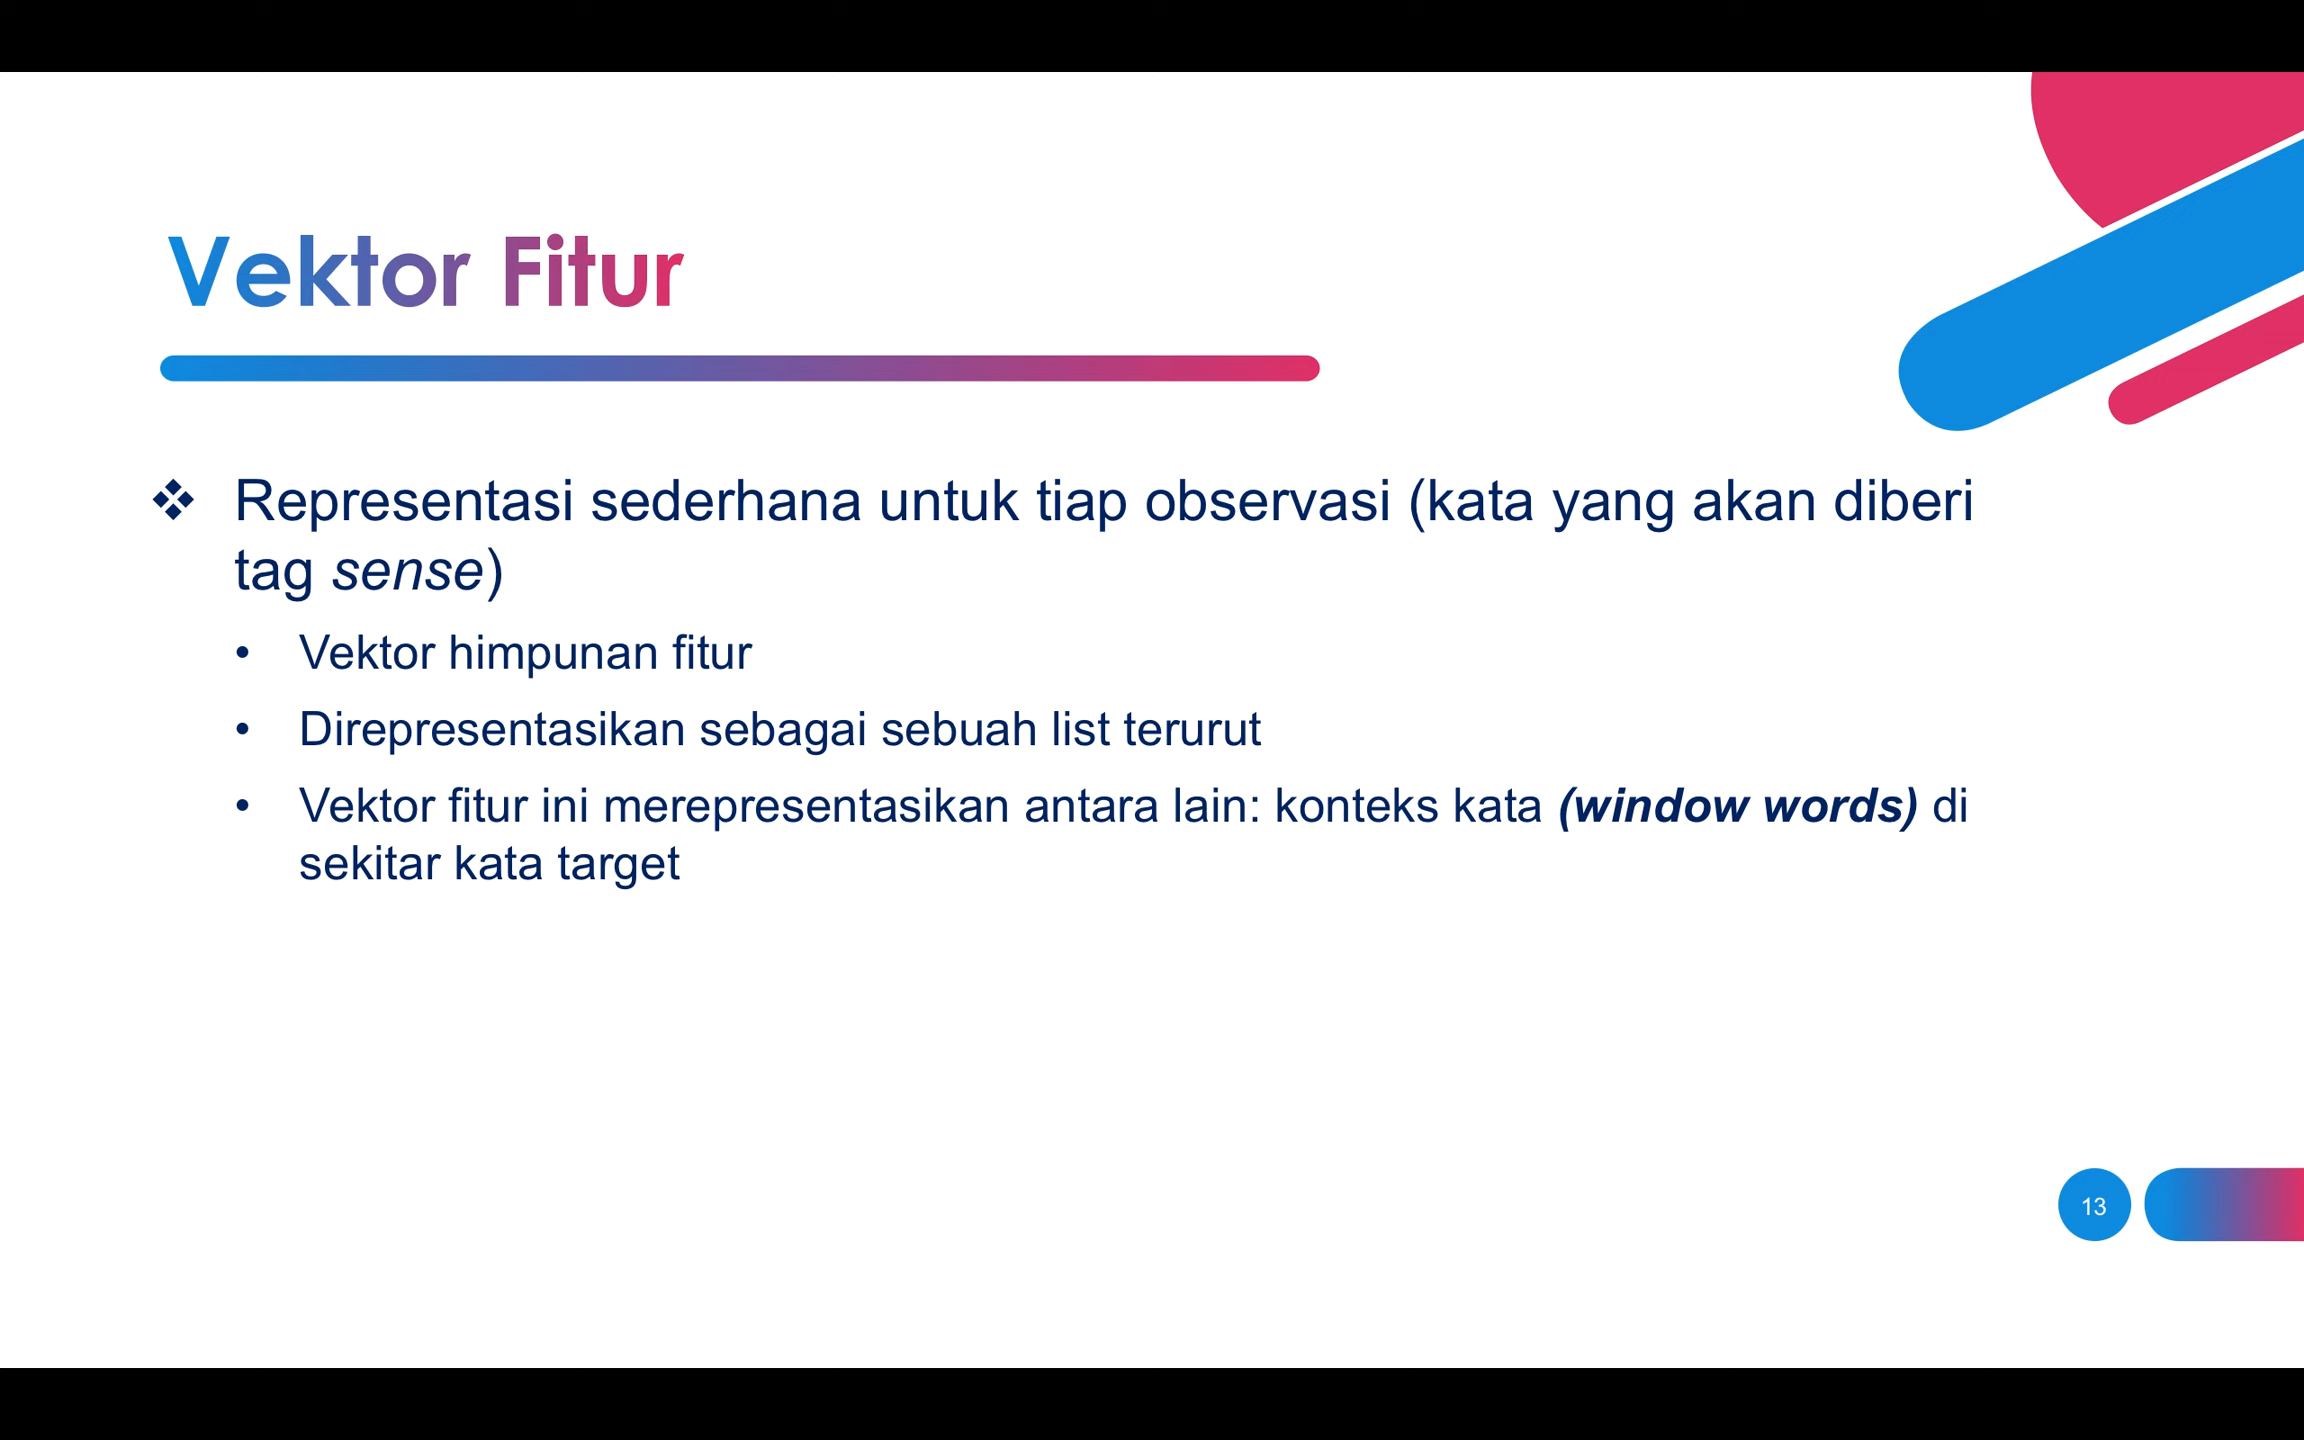 Vektor Fitur
❖ Representasi sederhana untuk tiap observasi (kata yang akan diberi
tag sense)
• Vektor himpunan fitur
• Direpresentasikan sebagai sebuah list terurut
• Vektor fitur ini merepresentasikan antara lain: konteks kata (window words) di
sekitar kata target
13